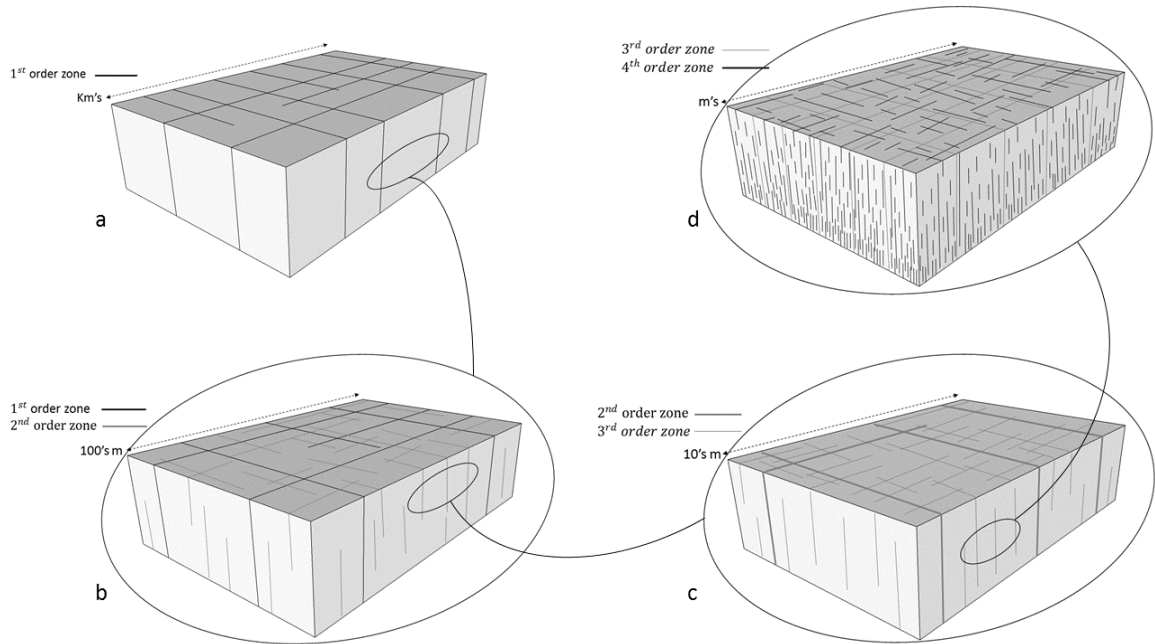 1st order zone
Km's
a
3rd order zone
4th order zone
m's
d
1st order zone
2nd order zone
100's m
b
2nd order zone
3rd order zone
10's m
c